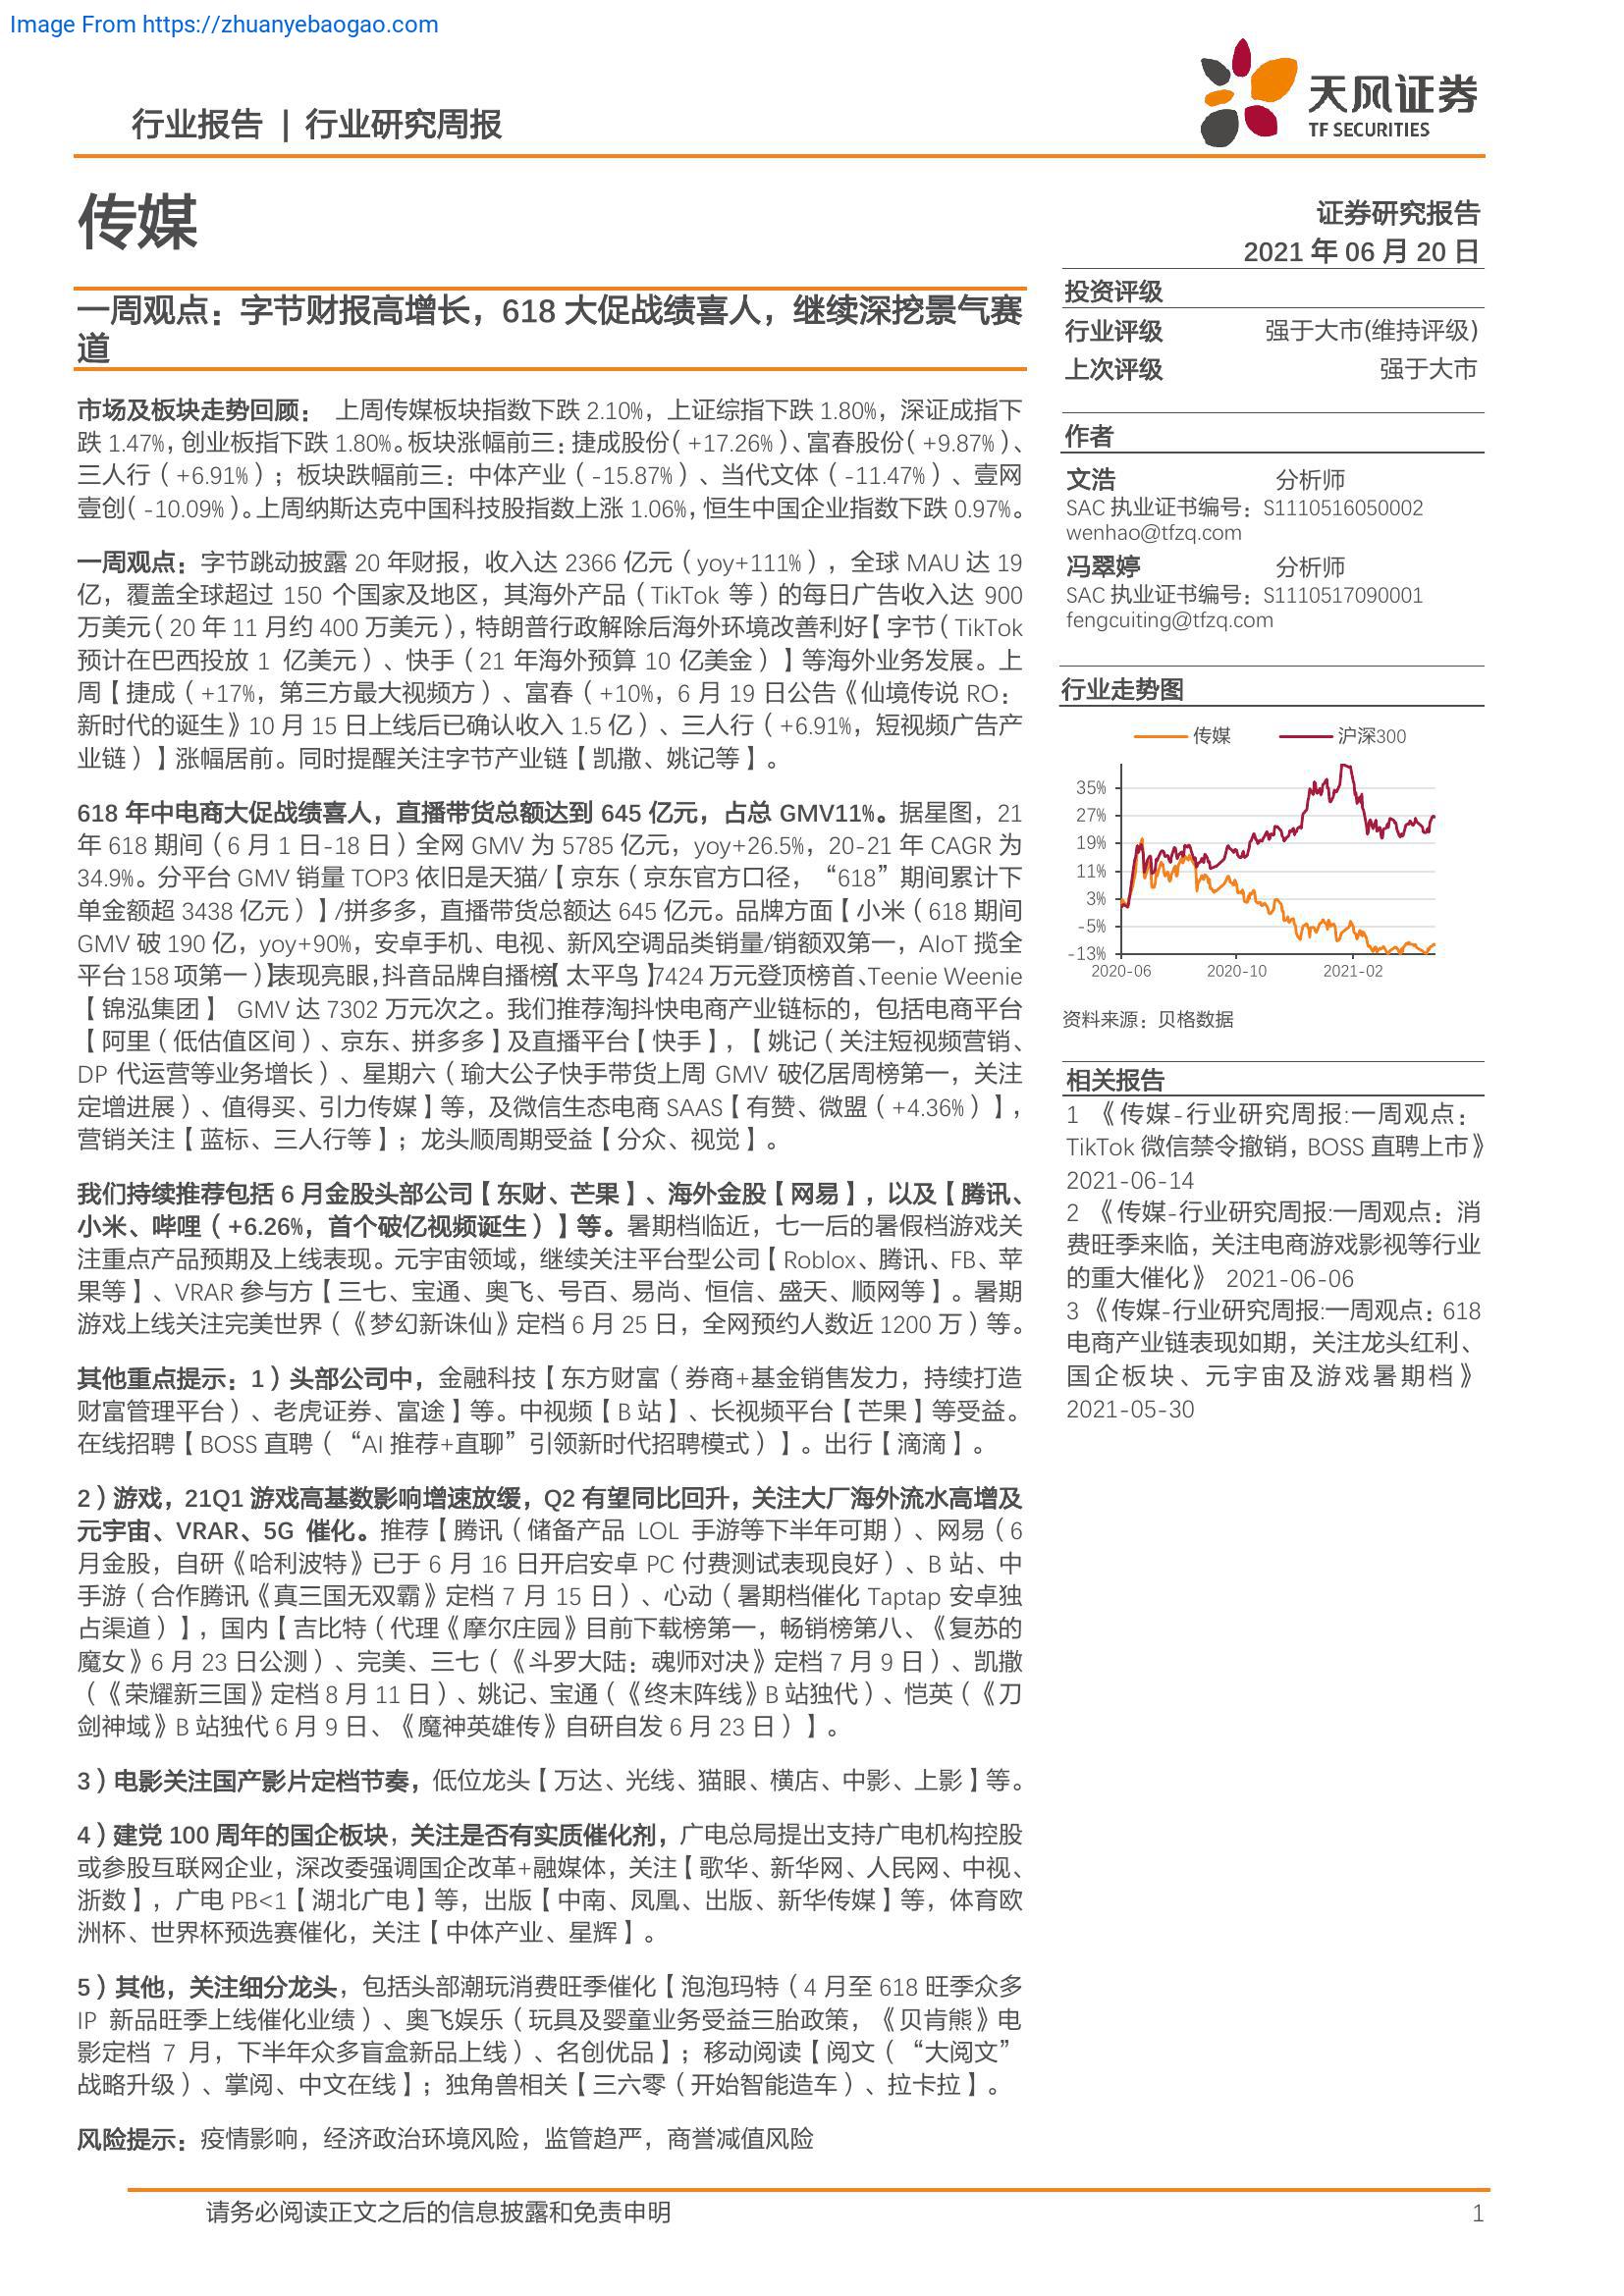 Image From https://zhuanyebaogao.com
行业报告 | 行业研究周报
天风证券
TF SECURITIES
传媒
证券研究报告
2021 年 06 月 20 日
一周观点：字节财报高增长，618 大促战绩喜人，继续深挖景气赛
道
市场及板块走势回顾： 上周传媒板块指数下跌 2.10%，上证综指下跌 1.80%，深证成指下
跌 1.47%，创业板指下跌 1.80%。板块涨幅前三：捷成股份（+17.26%）、富春股份（+9.87%）、
三人行（+6.91%）；板块跌幅前三：中体产业（-15.87%）、当代文体（-11.47%）、壹网
壹创（-10.09%）。上周纳斯达克中国科技股指数上涨 1.06%，恒生中国企业指数下跌 0.97%。
一周观点：字节跳动披露 20 年财报，收入达 2366 亿元（yoy+111%），全球 MAU 达 19
亿，覆盖全球超过 150 个国家及地区，其海外产品（TikTok 等）的每日广告收入达 900
万美元（20 年 11 月约 400 万美元），特朗普行政解除后海外环境改善利好【字节（TikTok
预计在巴西投放 1 亿美元）、快手（21 年海外预算 10 亿美金）】等海外业务发展。上
周【捷成（+17%，第三方最大视频方）、富春（+10%，6 月 19 日公告《仙境传说 RO：
新时代的诞生》10 月 15 日上线后已确认收入 1.5 亿）、三人行（+6.91%，短视频广告产
业链）】涨幅居前。同时提醒关注字节产业链【凯撒、姚记等】。
618 年中电商大促战绩喜人，直播带货总额达到 645 亿元，占总 GMV11%。据星图，21
年 618 期间（6 月 1 日-18 日）全网 GMV 为 5785 亿元，yoy+26.5%，20-21 年 CAGR 为
34.9%。分平台 GMV 销量 TOP3 依旧是天猫/【京东（京东官方口径，“618”期间累计下
单金额超 3438 亿元）】/拼多多，直播带货总额达 645 亿元。品牌方面【小米（618 期间
GMV 破 190 亿，yoy+90%，安卓手机、电视、新风空调品类销量/销额双第一，AIoT 揽全
平台 158 项第一）】表现亮眼，抖音品牌自播榜【太平鸟】7424 万元登顶榜首、Teenie Weenie
【锦泓集团】 GMV 达 7302 万元次之。我们推荐淘抖快电商产业链标的，包括电商平台
【阿里（低估值区间）、京东、拼多多】及直播平台【快手】，【姚记（关注短视频营销、
DP 代运营等业务增长）、星期六（瑜大公子快手带货上周 GMV 破亿居周榜第一，关注
定增进展）、值得买、引力传媒】等，及微信生态电商 SAAS【有赞、微盟（+4.36%）】，
营销关注【蓝标、三人行等】；龙头顺周期受益【分众、视觉】。
我们持续推荐包括 6 月金股头部公司【东财、芒果】、海外金股【网易】，以及【腾讯、
小米、哔哩（+6.26%，首个破亿视频诞生）】等。暑期档临近，七一后的暑假档游戏关
注重点产品预期及上线表现。元宇宙领域，继续关注平台型公司【Roblox、腾讯、FB、苹
果等】、VRAR 参与方【三七、宝通、奥飞、号百、易尚、恒信、盛天、顺网等】。暑期
游戏上线关注完美世界（《梦幻新诛仙》定档 6 月 25 日，全网预约人数近 1200 万）等。
其他重点提示：1）头部公司中，金融科技【东方财富（券商+基金销售发力，持续打造
财富管理平台）、老虎证券、富途】等。中视频【B 站】、长视频平台【芒果】等受益。
在线招聘【BOSS 直聘（“AI 推荐+直聊”引领新时代招聘模式）】。出行【滴滴】。
2）游戏，21Q1 游戏高基数影响增速放缓，Q2 有望同比回升，关注大厂海外流水高增及
元宇宙、VRAR、5G 催化。推荐【腾讯（储备产品 LOL 手游等下半年可期）、网易（6
月金股，自研《哈利波特》已于 6 月 16 日开启安卓 PC 付费测试表现良好）、B 站、中
手游（合作腾讯《真三国无双霸》定档 7 月 15 日）、心动（暑期档催化 Taptap 安卓独
占渠道）】，国内【吉比特（代理《摩尔庄园》目前下载榜第一，畅销榜第八、《复苏的
魔女》6 月 23 日公测）、完美、三七（《斗罗大陆：魂师对决》定档 7 月 9 日）、凯撒
（《荣耀新三国》定档 8 月 11 日）、姚记、宝通（《终末阵线》B 站独代）、恺英（《刀
剑神域》B 站独代 6 月 9 日、《魔神英雄传》自研自发 6 月 23 日）】。
3）电影关注国产影片定档节奏，低位龙头【万达、光线、猫眼、横店、中影、上影】等。
4）建党 100 周年的国企板块，关注是否有实质催化剂，广电总局提出支持广电机构控股
或参股互联网企业，深改委强调国企改革+融媒体，关注【歌华、新华网、人民网、中视、
浙数】，广电 PB<1【湖北广电】等，出版【中南、凤凰、出版、新华传媒】等，体育欧
洲杯、世界杯预选赛催化，关注【中体产业、星辉】。
5）其他，关注细分龙头，包括头部潮玩消费旺季催化【泡泡玛特（4 月至 618 旺季众多
IP 新品旺季上线催化业绩）、奥飞娱乐（玩具及婴童业务受益三胎政策，《贝肯熊》电
影定档 7 月，下半年众多盲盒新品上线）、名创优品】；移动阅读【阅文（“大阅文”
战略升级）、掌阅、中文在线】；独角兽相关【三六零（开始智能造车）、拉卡拉】。
风险提示：疫情影响，经济政治环境风险，监管趋严，商誉减值风险
投资评级
行业评级 强于大市(维持评级)
上次评级 强于大市
作者
文浩 分析师
SAC 执业证书编号：S1110516050002
wenhao@tfzq.com
冯翠婷 分析师
SAC 执业证书编号：S1110517090001
fengcuiting@tfzq.com
行业走势图
传媒 沪深300
35%
27%
19%
11%
3%
-5%
-13%
2020-06 2020-10 2021-02
资料来源：贝格数据
相关报告
1 《传媒-行业研究周报:一周观点：
TikTok 微信禁令撤销，BOSS 直聘上市》
2021-06-14
2 《传媒-行业研究周报:一周观点：消
费旺季来临，关注电商游戏影视等行业
的重大催化》 2021-06-06
3 《传媒-行业研究周报:一周观点：618
电商产业链表现如期，关注龙头红利、
国企板块、元宇宙及游戏暑期档》
2021-05-30
请务必阅读正文之后的信息披露和免责申明 1